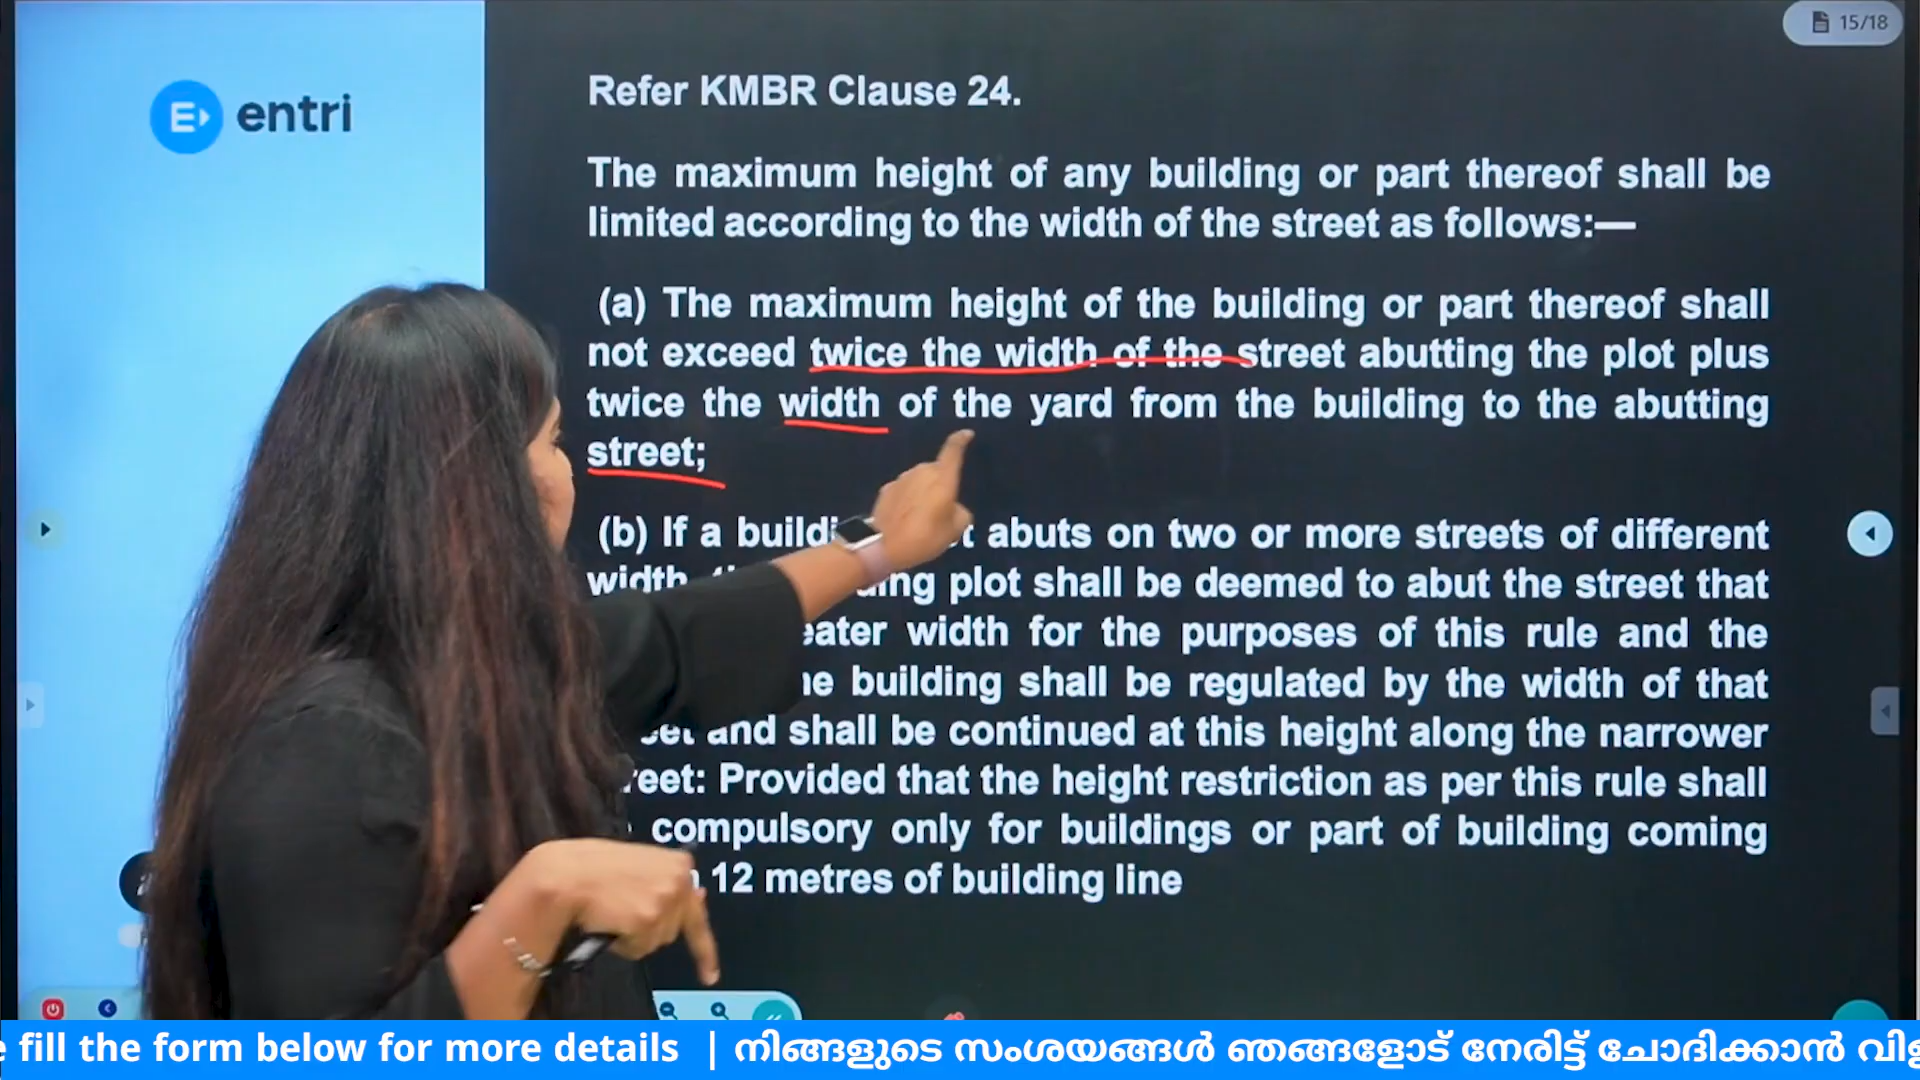 15/18
entri
Refer KMBR Clause 24.
The maximum height of any building or part thereof shall be
limited according to the width of the street as follows:—
(a) The maximum height of the building or part thereof shall
not exceed twice the width of the street abutting the plot plus
twice the width of the yard from the building to the abutting
street;
(b) If a abuts on two or more streets of different
width plot shall be deemed to abut the street that
width for the purposes of this rule and the
building shall be regulated by the width of that
and shall be continued at this height along the narrower
Provided that the height restriction as per this rule shall
compulsory only for buildings or part of building coming
12 metres of building line
fill the form below for more details | നിങ്ങളുടെ സംശയങ്ങൾ ഞങ്ങളോട് നേരിട്ട് ചോദിക്കാൻ